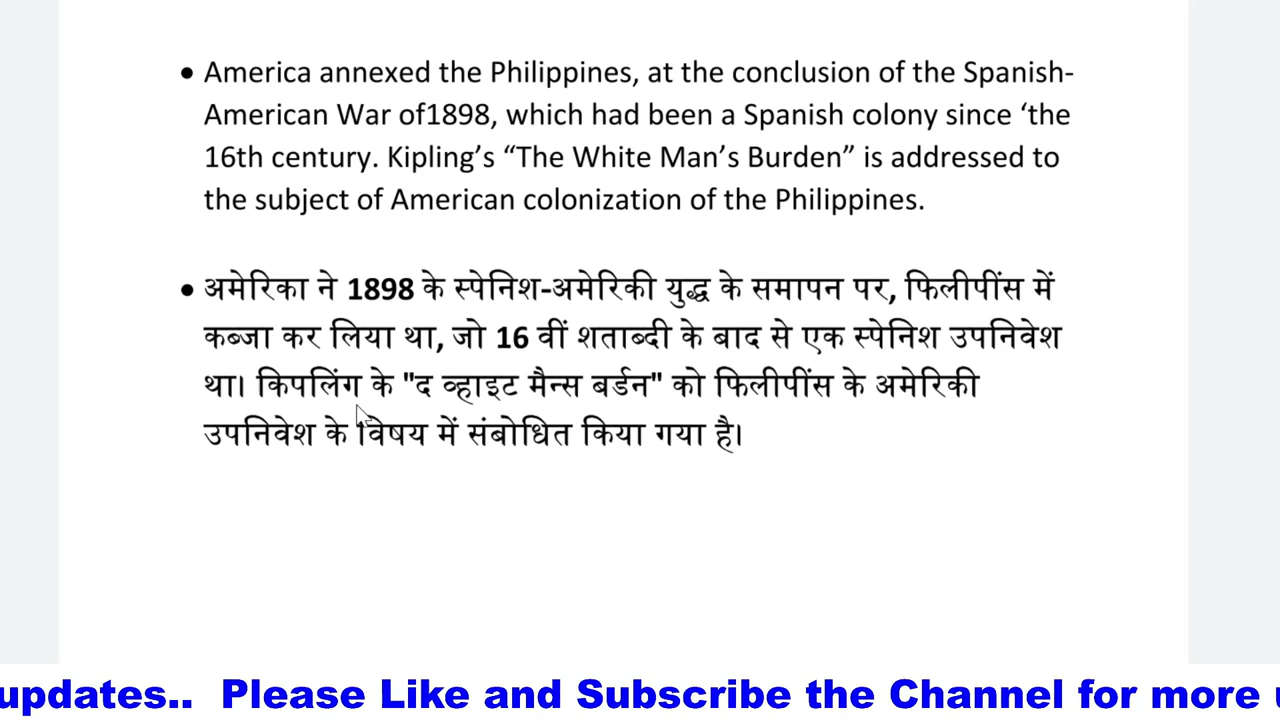 • America annexed the Philippines, at the conclusion of the Spanish-
American War of1898, which had been a Spanish colony since ‘the
16th century. Kipling’s “The White Man’s Burden” is addressed to
the subject of American colonization of the Philippines.
• अमेरिका ने 1898 के स्पेनिश-अमेरिकी युद्ध के समापन पर, फिलीपींस में
कब्जा कर लिया था, जो 16 वीं शताब्दी के बाद से एक स्पेनिश उपनिवेश
था। किपलिंग के "द व्हाइट मैन्स बर्डन" को फिलीपींस के अमेरिकी
उपनिवेश के विषय में संबोधित किया गया है।
updates.. Please Like and Subscribe the Channel for more